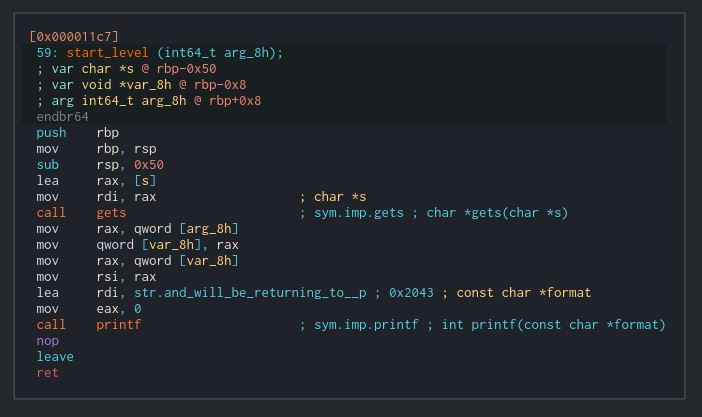 [0x000011c7]
59: start_level (int64_t arg_8h);
; var char *s @ rbp-0x50
; var void *var_8h @ rbp-0x8
; arg int64_t arg_8h @ rbp+0x8
endbr64
push rbp
mov rbp, rsp
sub rsp, 0x50
lea rax, [s]
mov rdi, rax ; char *s
call gets ; sym.imp.gets ; char *gets(char *s)
mov rax, qword [arg_8h]
mov qword [var_8h], rax
mov rax, qword [var_8h]
mov rsi, rax
lea rdi, str.and_will_be_returning_to__p ; 0x2043 ; const char *format
mov eax, 0
call printf ; sym.imp.printf ; int printf(const char *format)
nop
leave
ret